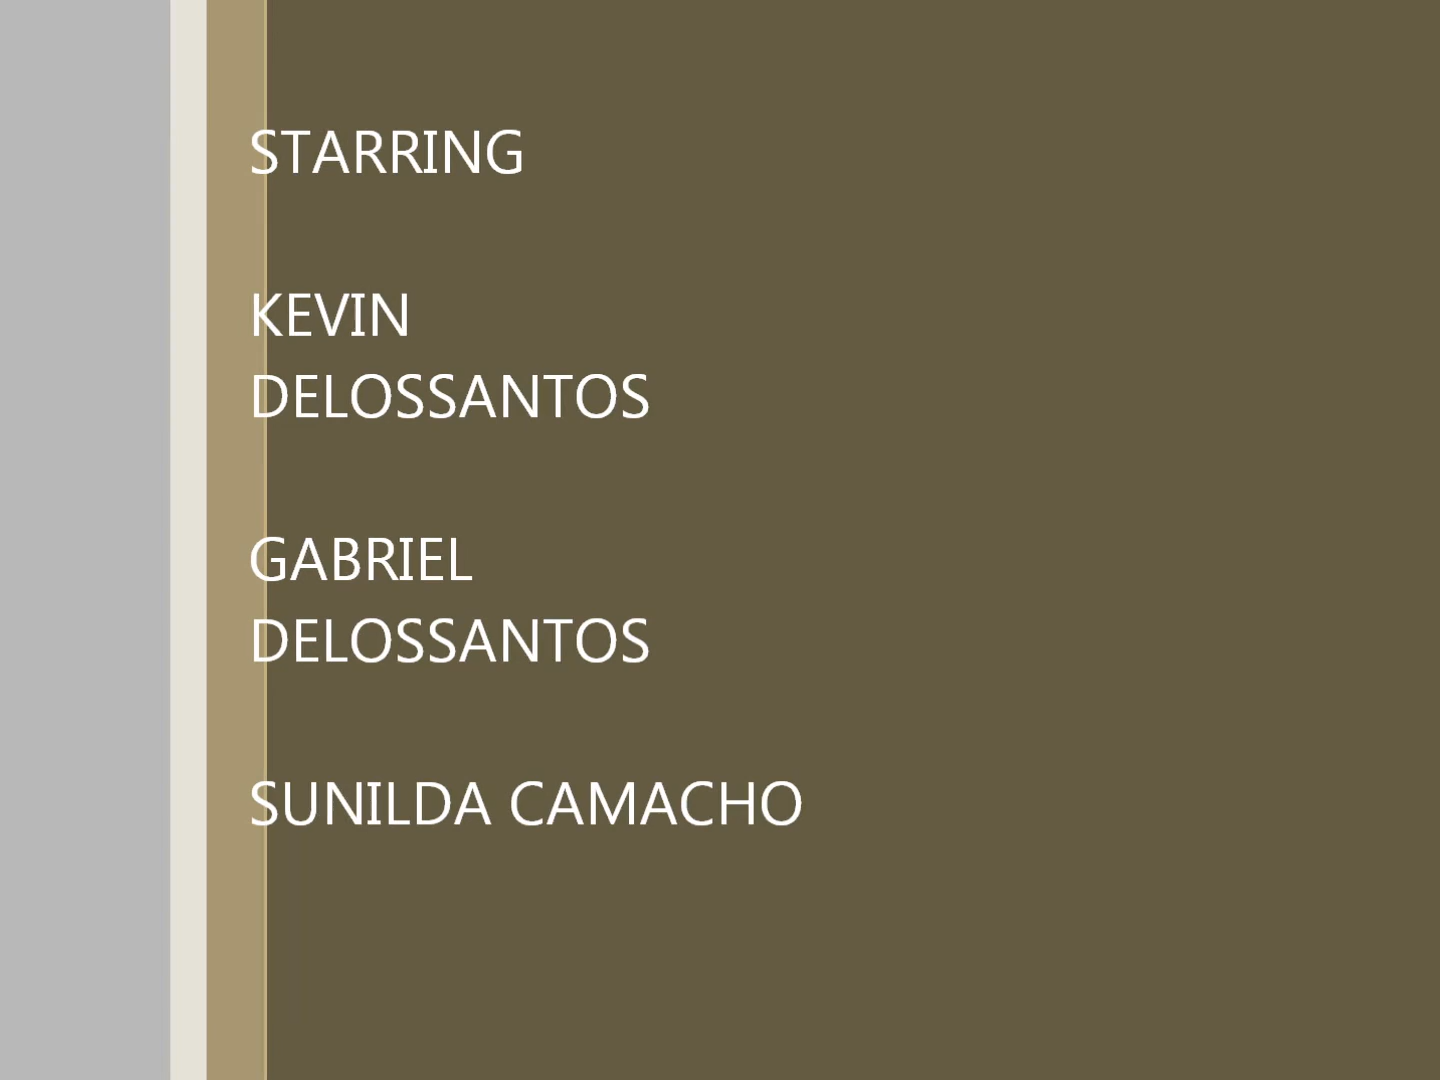 STARRING
KEVIN
DELOSSANTOS
GABRIEL
DELOSSANTOS
SUNILDA CAMACHO